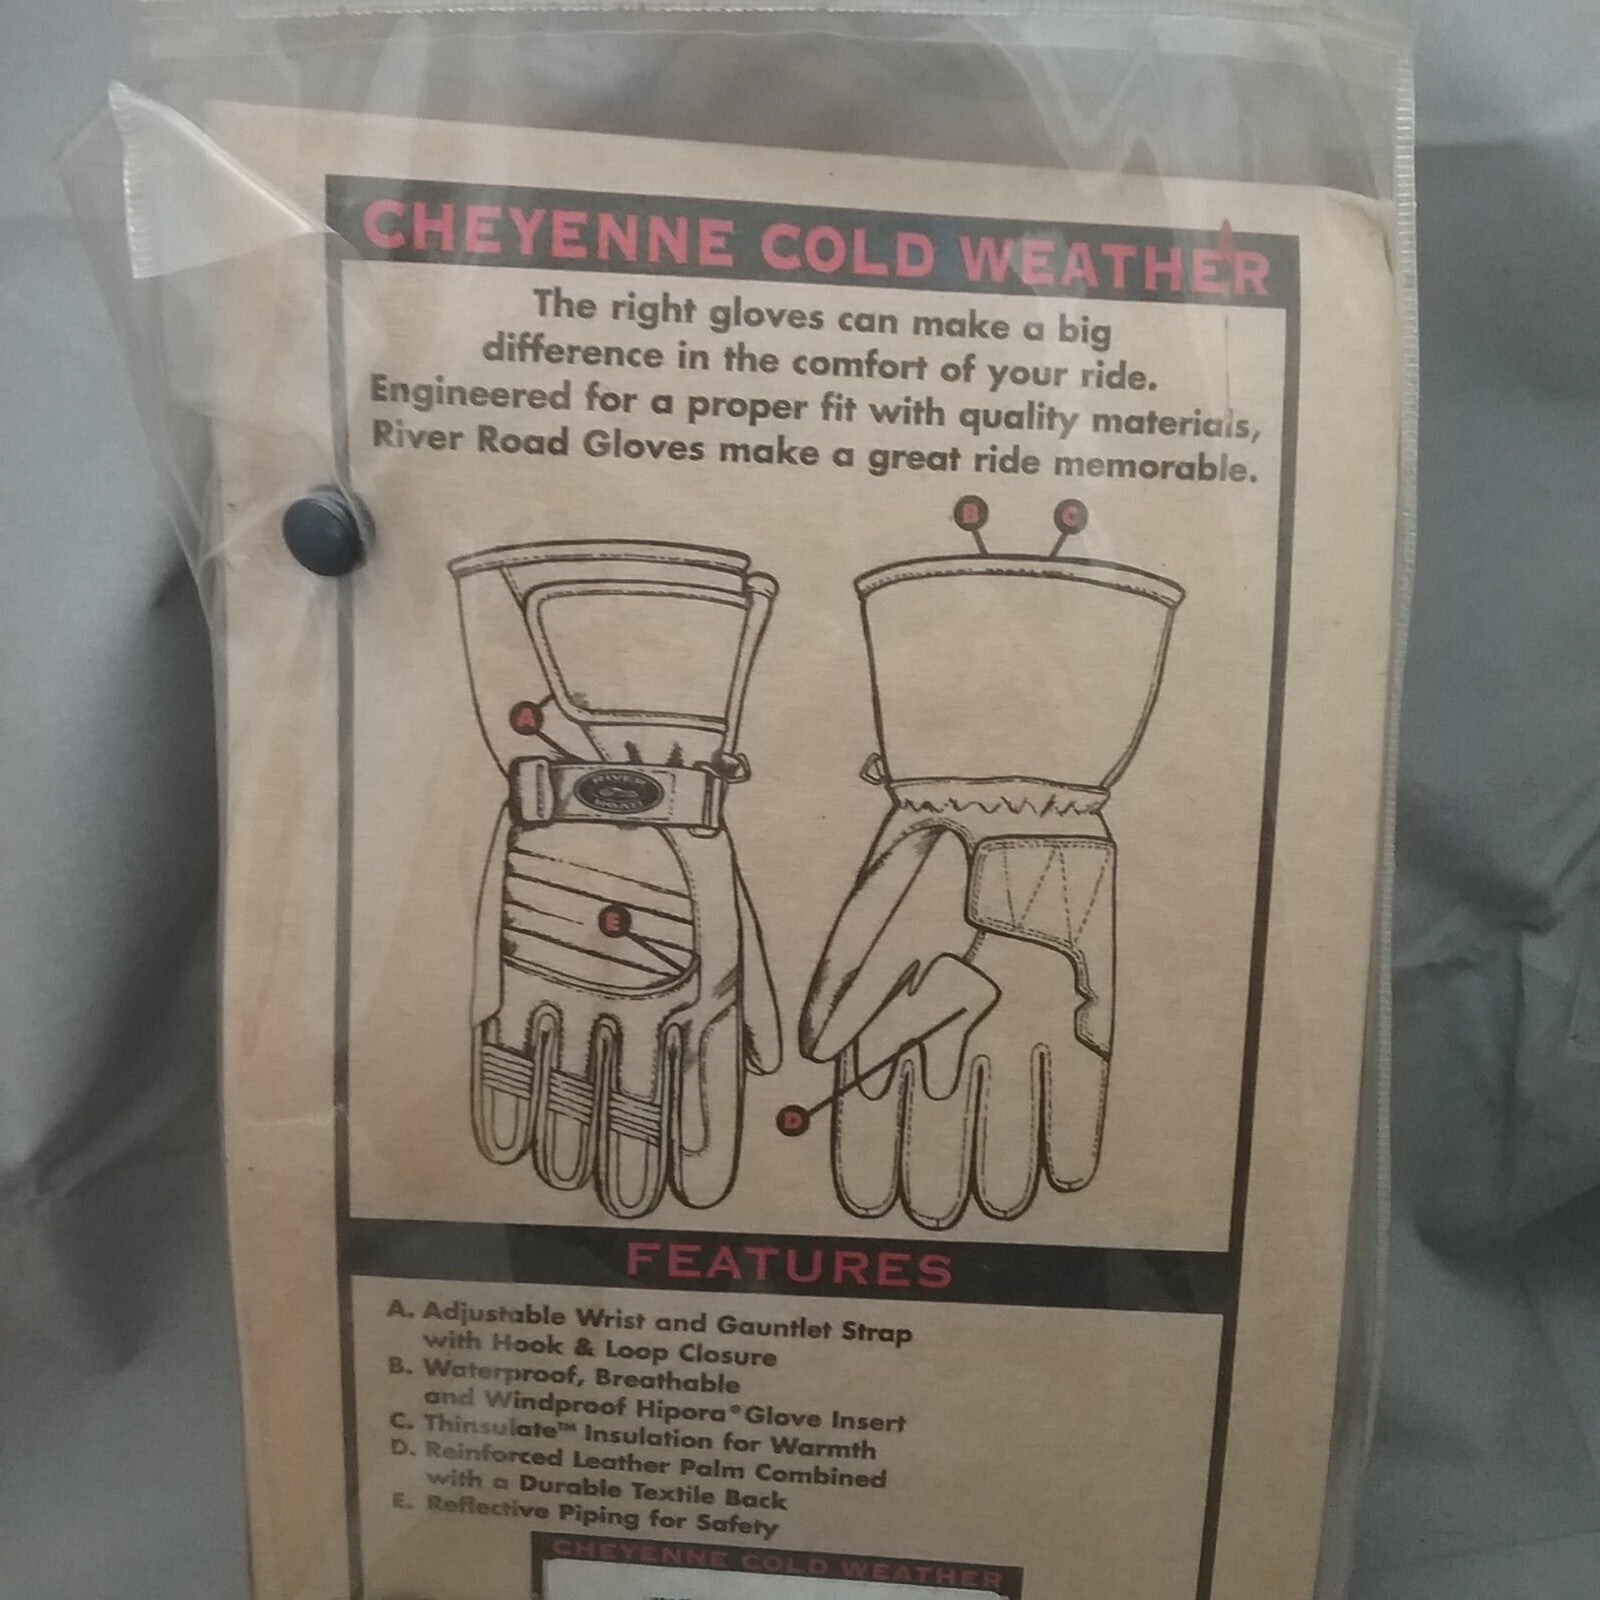 CHEYENNE COLD WEATHER
The right gloves can make a big
difference in the comfort of your ride.
Engineered for a proper fit with quality materials,
River Road Gloves make a great ride memorable.
B C
A
RIVER
ROAD
E
D
FEATURES
A. Adjustable Wrist and Gauntlet Strap
with Hook & Loop Closure
B. Waterproof, Breathable
and Windproof Hipora® Glove Insert
C. Thinsulate™ Insulation for Warmth
D. Reinforced Leather Palm Combined
with a Durable Textile Back
E. Reflective Piping for Safety
CHEYENNE COLD WEATHER